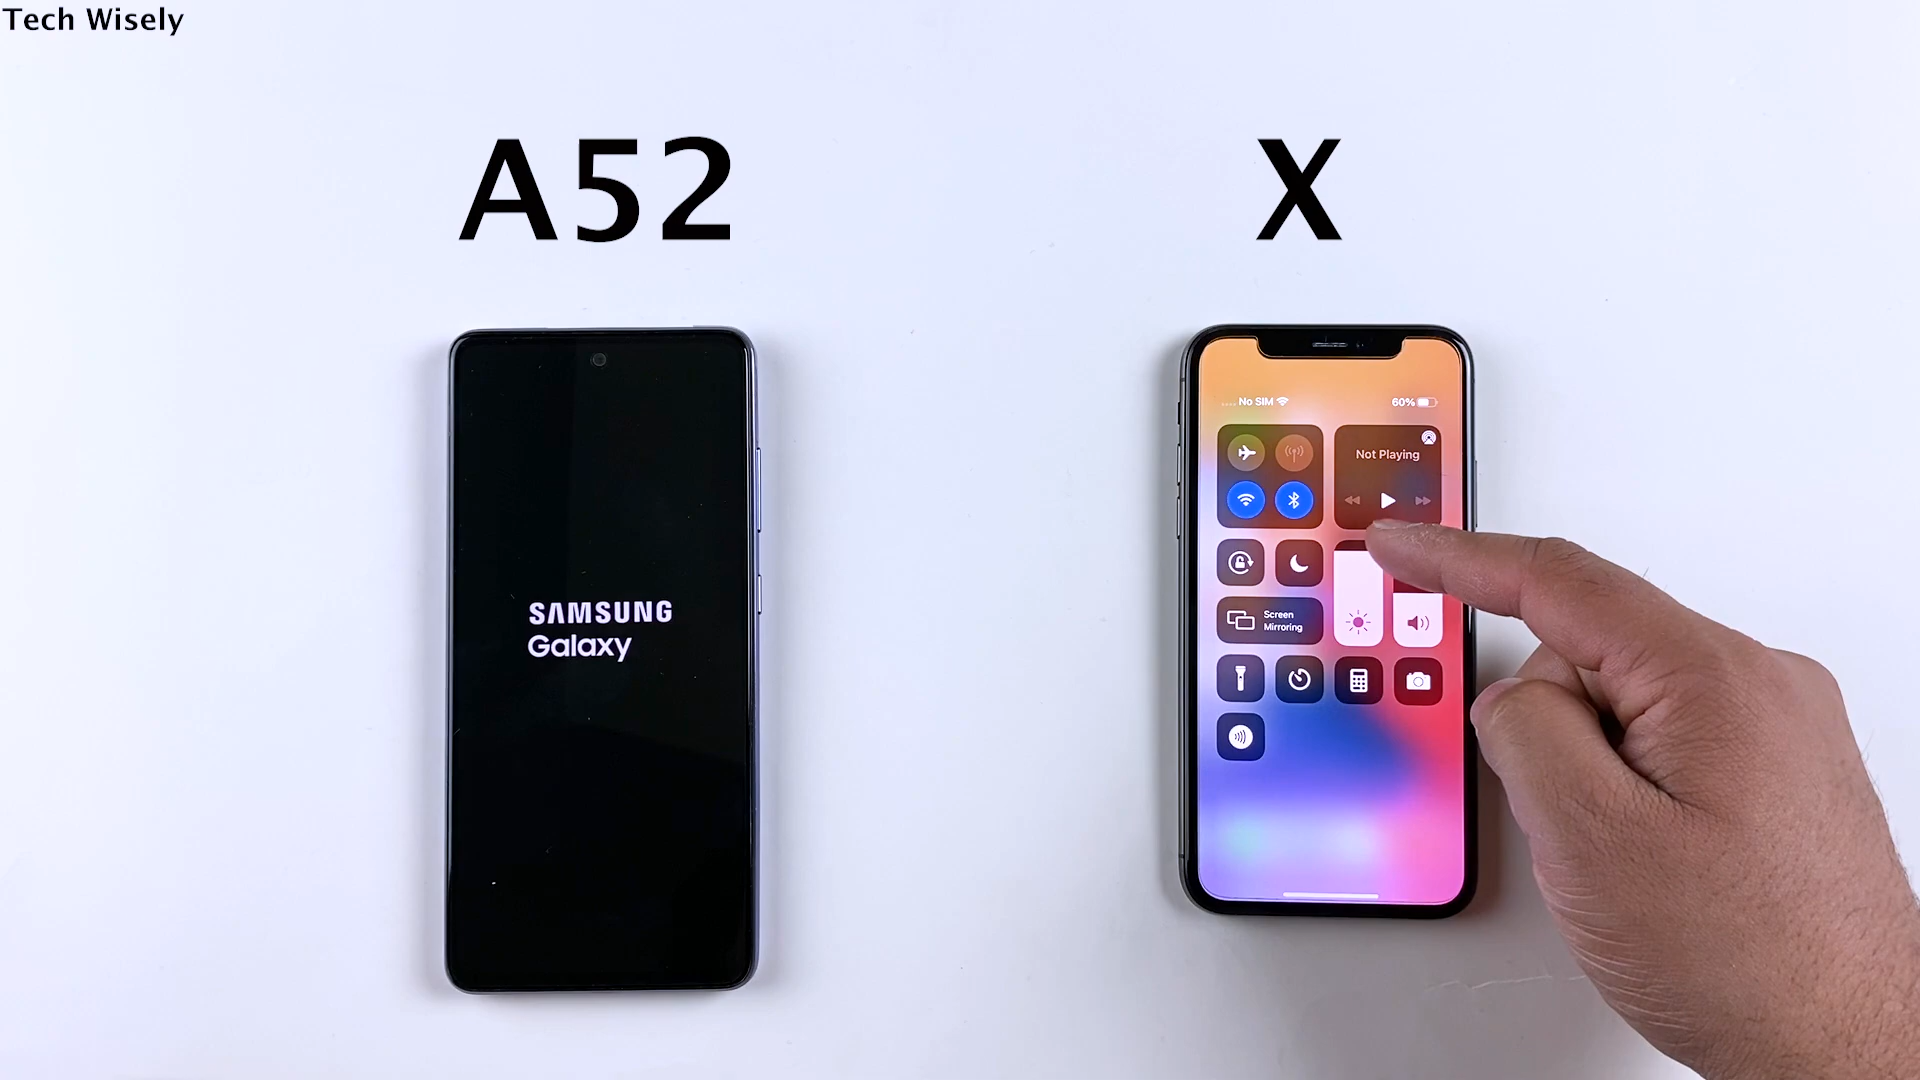 Tech Wisely
A52
X
SAMSUNG
Galaxy
No SIM
60%
Not Playing
Screen
Mirroring